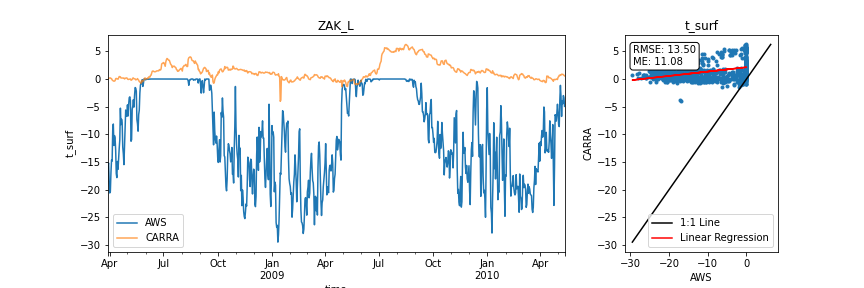 ZAK_L
t_surf
5
0
−5
−10
−15
−20
−25
−30
t_surf
AWS
CARRA
Apr
Jul
Oct
Jan
2009
Apr
Jul
Oct
Jan
2010
Apr
time
t_surf
RMSE: 13.50
ME: 11.08
5
0
−5
−10
−15
−20
−25
−30
CARRA
1:1 Line
Linear Regression
−30
−20
−10
0
AWS